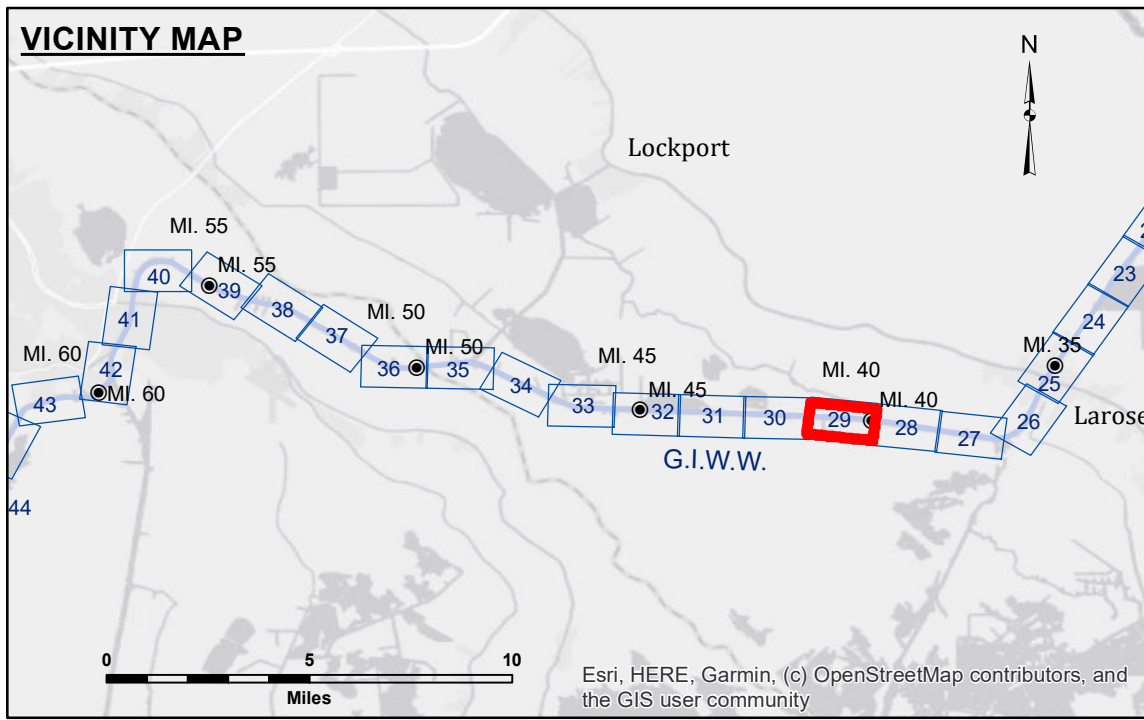 VICINITY MAP
N
Lockport
MI. 55
MI. 55
40
39
38
23
41
MI. 50
37
24
MI. 50
MI. 35
MI. 60
42
36
35
MI. 45
MI. 40
25
34
43
MI. 60
MI. 45
MI. 40
33
32
31
30
29
28
27
26
Larose
G.I.W.W.
44
0
5
10
Miles
Esri, HERE, Garmin, (c) OpenStreetMap contributors, and
the GIS user community